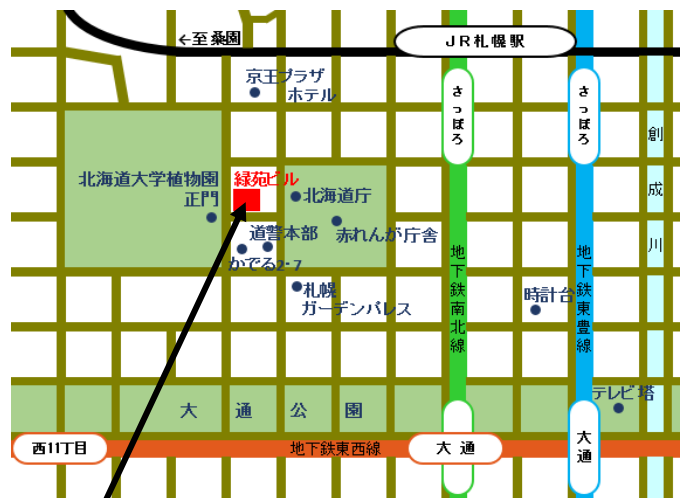 ←至桑園
JR札幌駅
京王プラザ
ホテル
さっぽろ
さっぽろ
創成川
北海道大学植物園
正門
緑苑ビル
北海道庁
赤れんが庁舎
道警本部
かでる2・7
札幌
ガーデンパレス
地下鉄南北線
地下鉄東豊線
時計台
テレビ塔
大通公園
西11丁目
地下鉄東西線
大通
大通